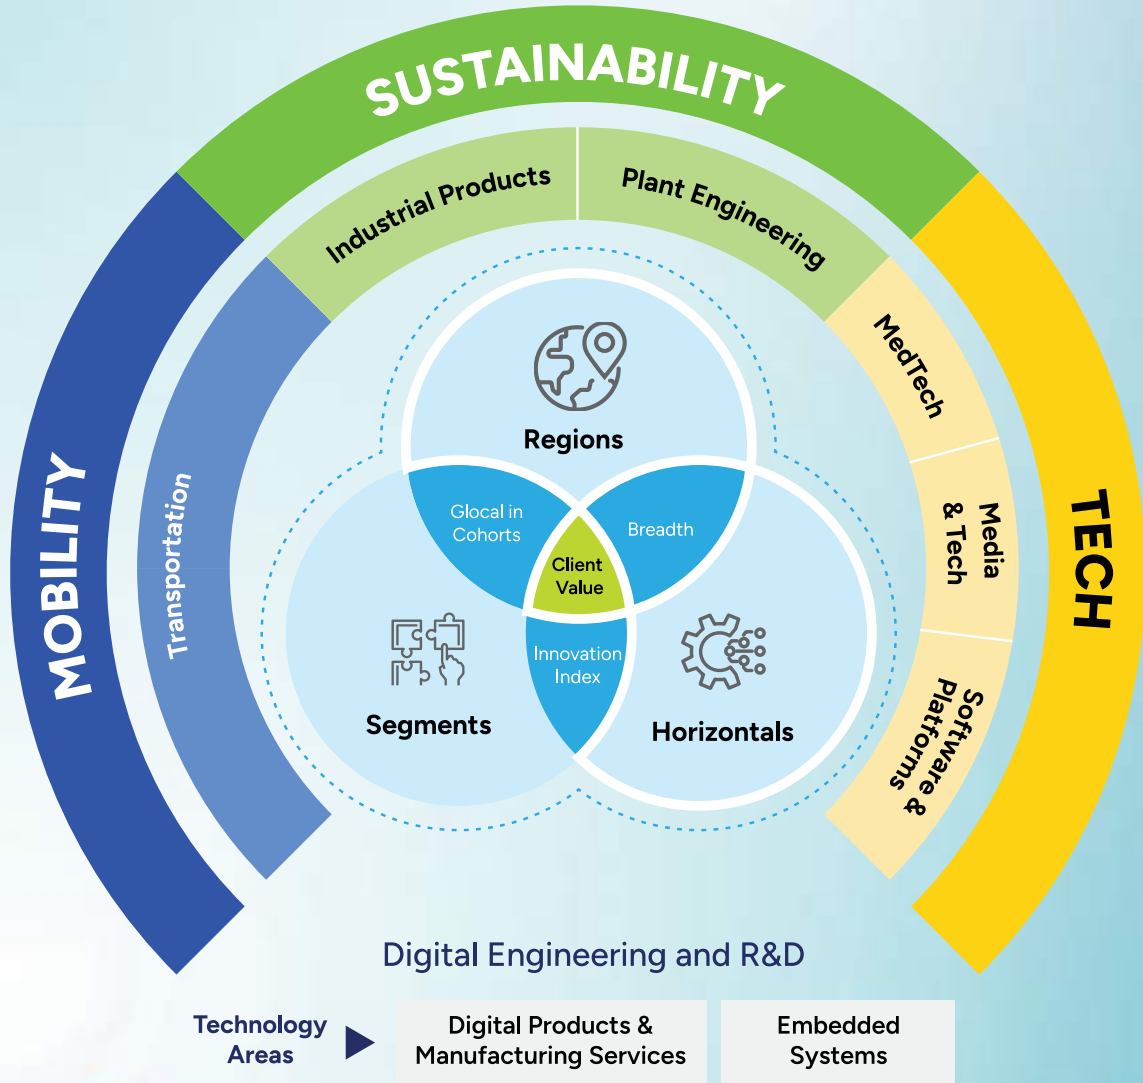 SUSTAINABILITY
Industrial Products
Plant Engineering
MedTech
Media
& Tech
Software &
Platforms
TECH
MOBILITY
Transportation
Regions
Glocal in
Cohorts
Breadth
Client
Value
Innovation
Index
Segments
Horizontals
Digital Engineering and R&D
Technology
Areas
Digital Products &
Manufacturing Services
Embedded
Systems